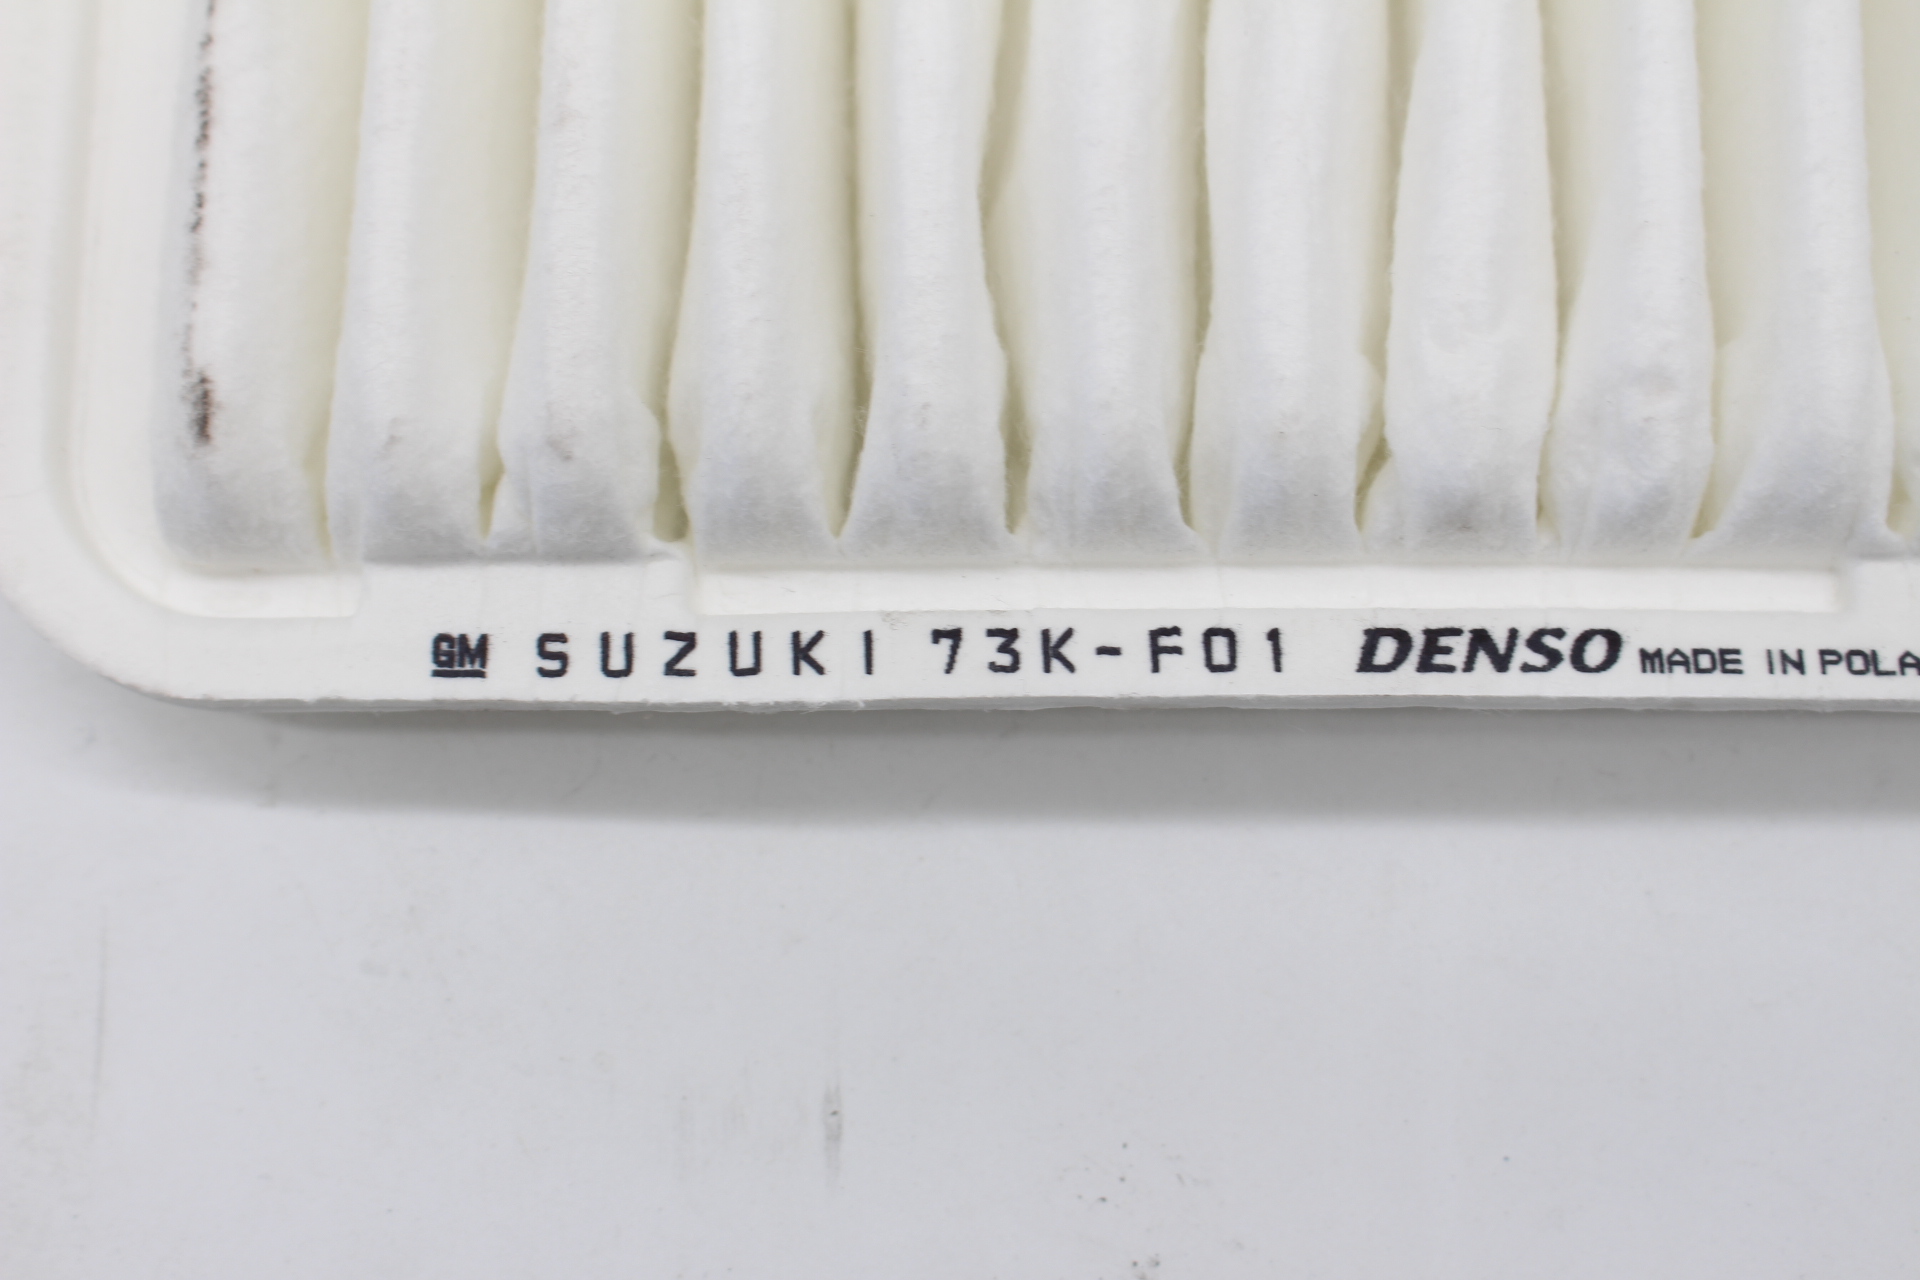 GM SUZUKI 73K-F01 DENSO MADE IN POLA